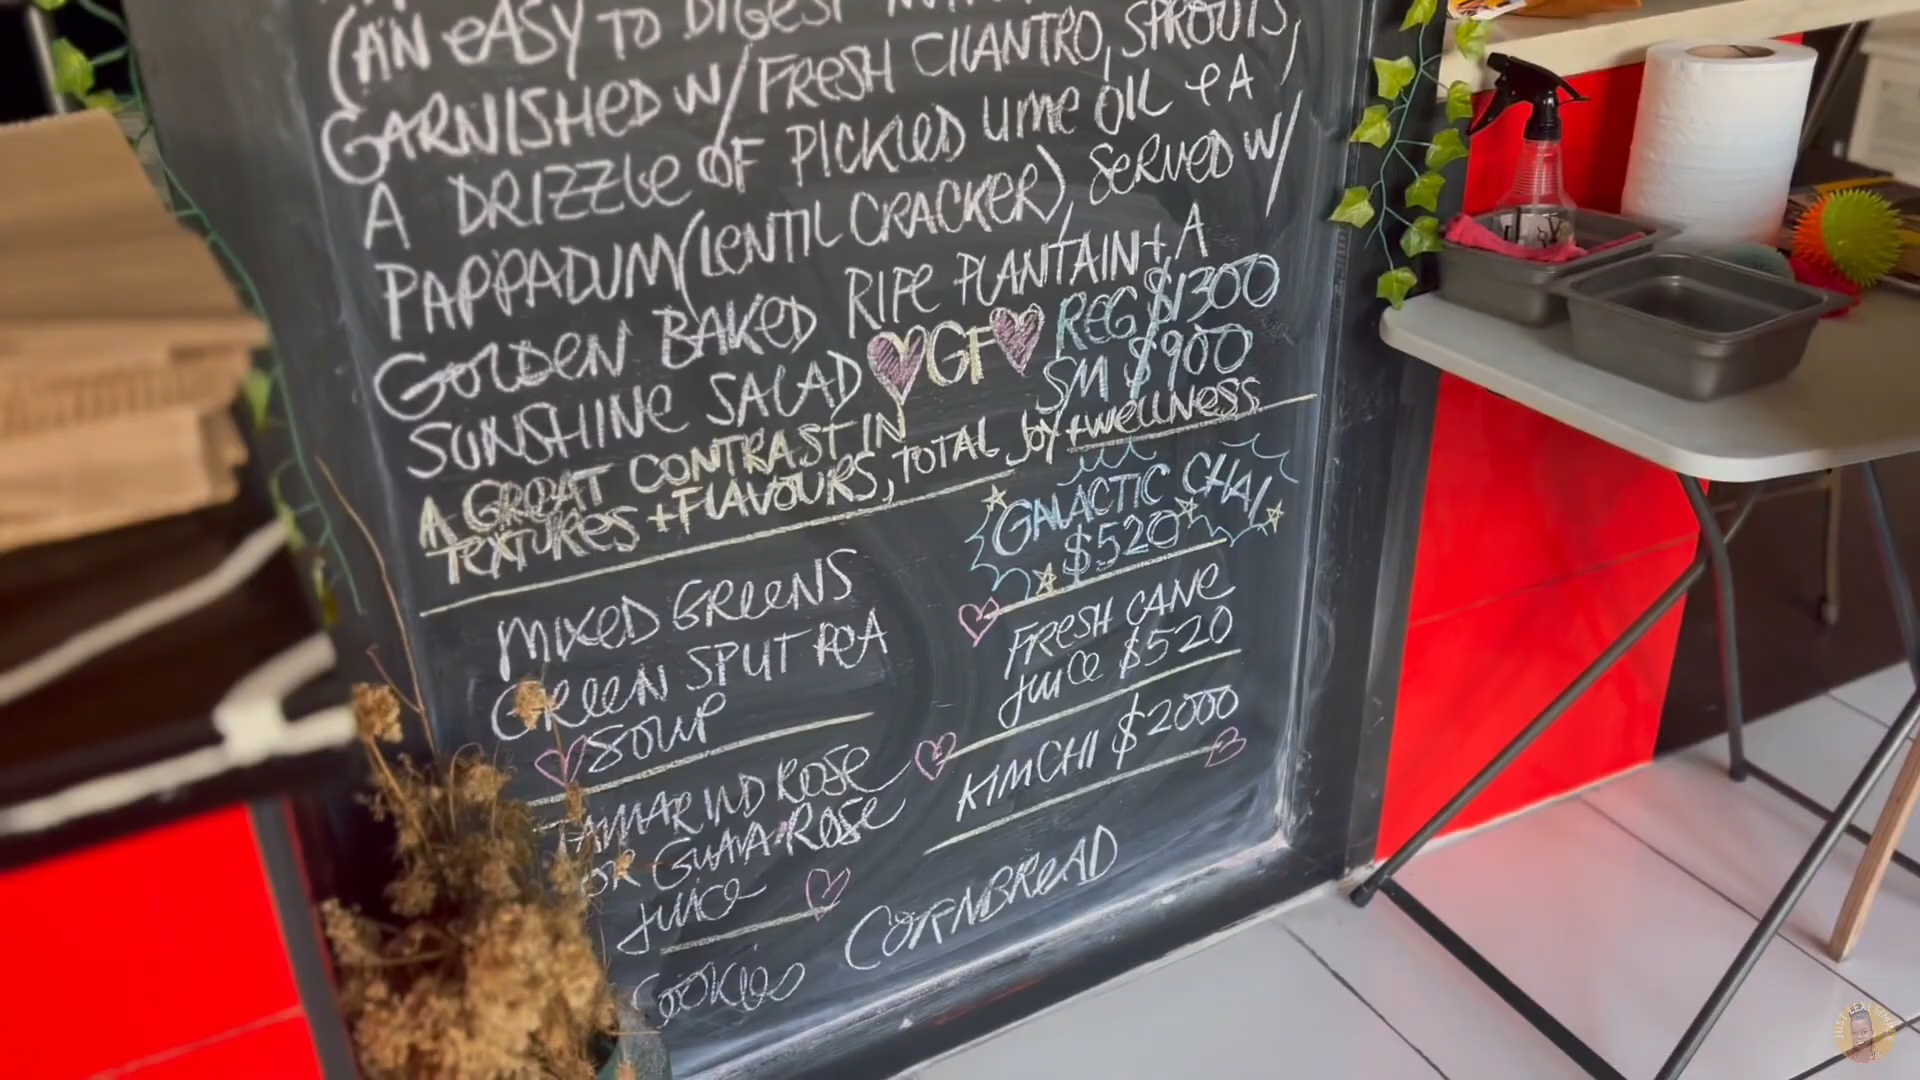 (AN EASY TO DIGEST
GARNISHED W/ FRESH CILANTRO, SPROUTS,
A DRIZZLE OF PICKLED LIME OIL + A
PAPPADUM (LENTIL CRACKER), SERVED W/
GOLDEN BAKED RIPE PLANTAIN + A
SUNSHINE SALAD GF REG $1300
SM $900
A GREAT CONTRAST IN
TEXTURES + FLAVOURS, TOTAL JOY + WELLNESS
MIXED GREENS
GREEN SPLIT PEA
SOUP
TAMARIND ROSE
OR GUAVA ROSE
JUICE
COOKIES
GALACTIC CHAI
$520
FRESH CANE
JUICE $520
KIMCHI $2000
CORNBREAD